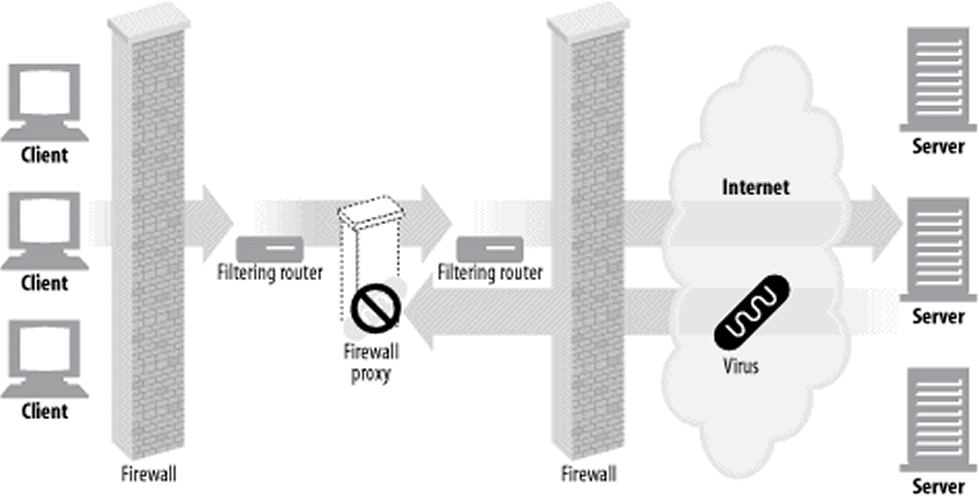 Client
Client
Client
Firewall
Filtering router
Firewall
proxy
Filtering router
Firewall
Internet
Virus
Server
Server
Server